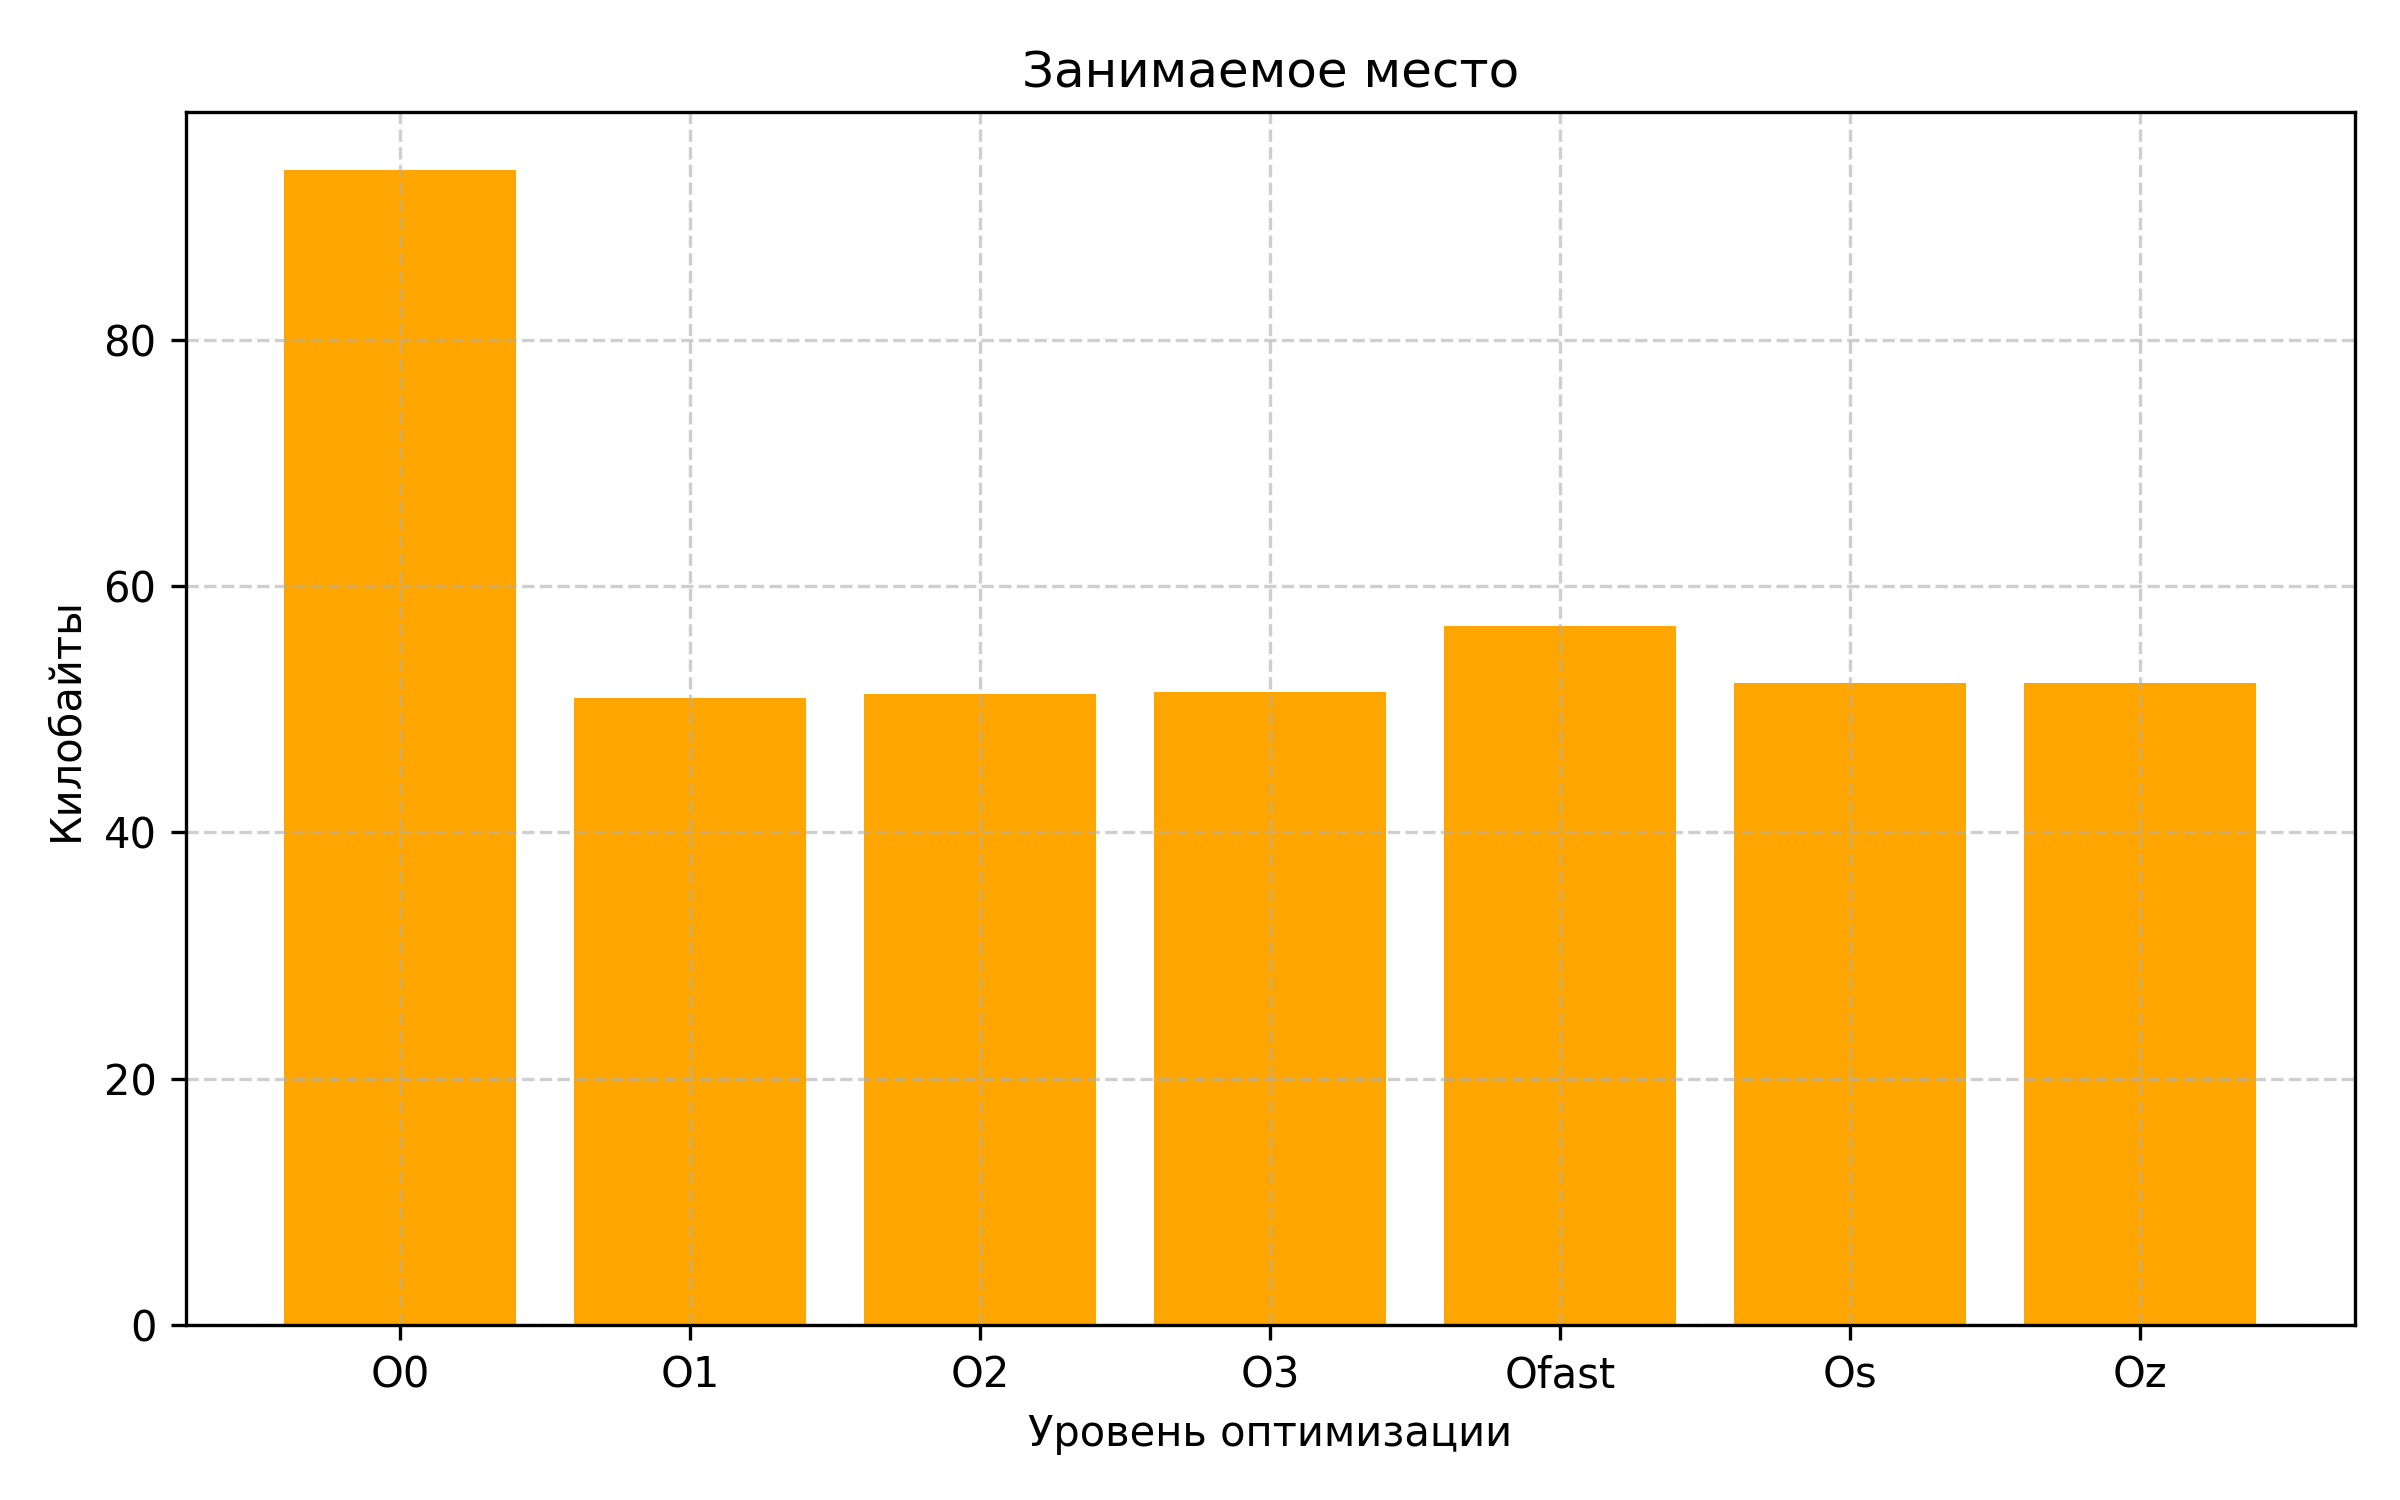 Занимаемое место
Килобайты
80
60
40
20
0
O0
O1
O2
O3
Ofast
Os
Oz
Уровень оптимизации